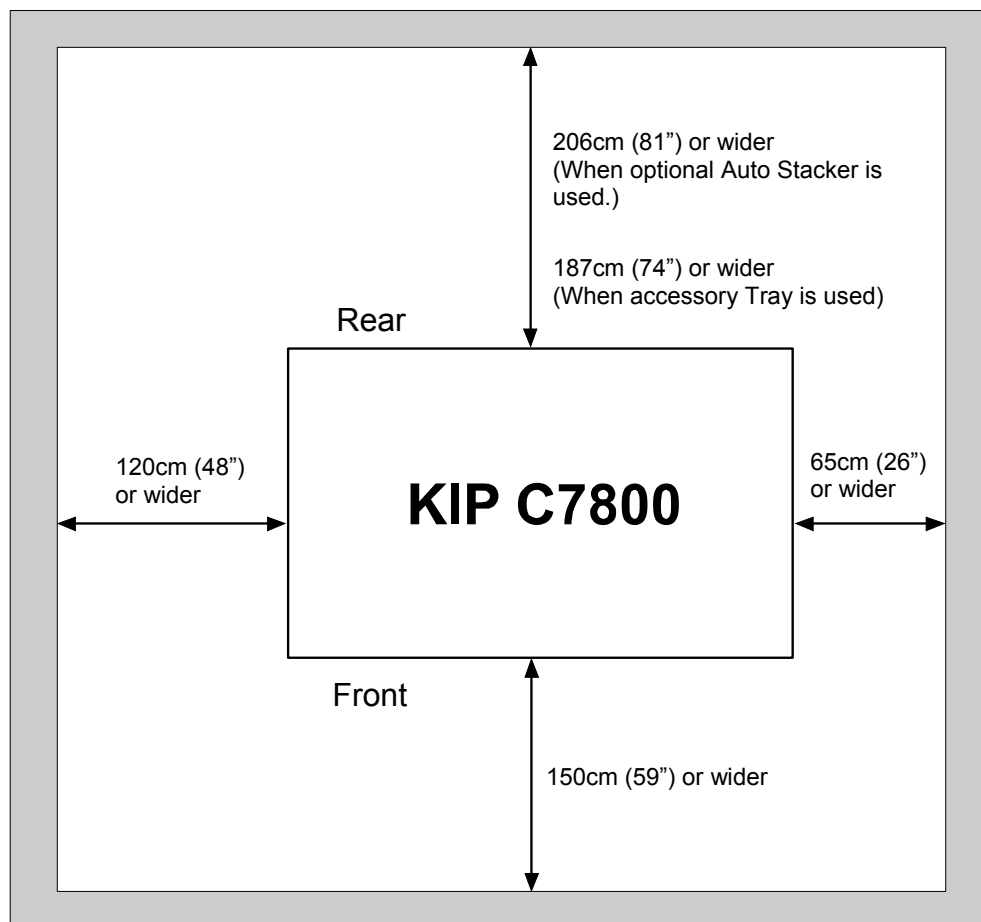 206cm (81”) or wider
(When optional Auto Stacker is
used.)
187cm (74”) or wider
(When accessory Tray is used)
Rear
120cm (48”)
or wider
KIP C7800
65cm (26”)
or wider
Front
150cm (59”) or wider